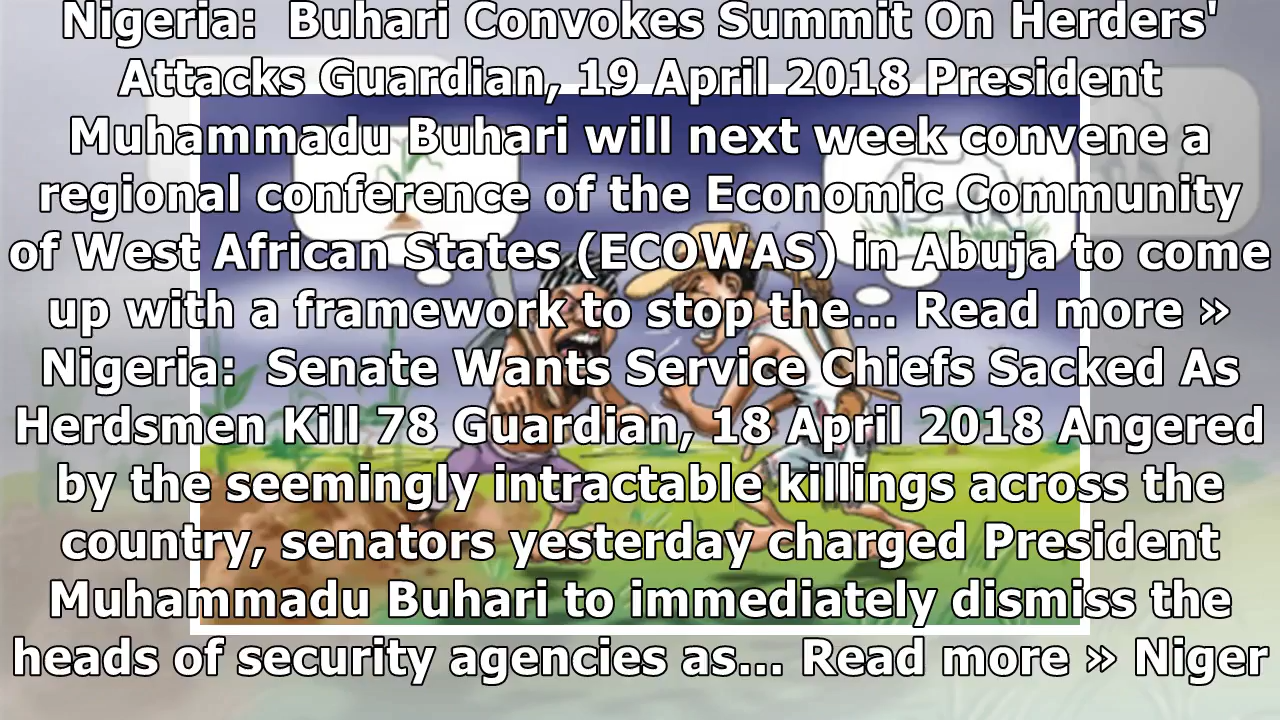 Nigeria:  Buhari Convokes Summit On Herders'
Attacks Guardian, 19 April 2018 President
Muhammadu Buhari will next week convene a
regional conference of the Economic Community
of West African States (ECOWAS) in Abuja to come
up with a framework to stop the... Read more »
Nigeria:  Senate Wants Service Chiefs Sacked As
Herdsmen Kill 78 Guardian, 18 April 2018 Angered
by the seemingly intractable killings across the
country, senators yesterday charged President
Muhammadu Buhari to immediately dismiss the
heads of security agencies as... Read more » Niger